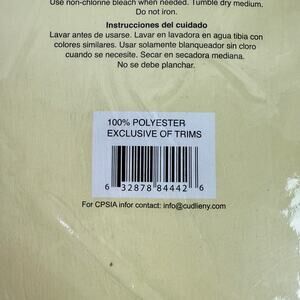 Use non-chlorine bleach when needed. Tumble dry medium.
Do not iron.
Instrucciones del cuidado
Lavar antes de usarse. Lavar en lavadora en agua tibia con
colores similares. Usar solamente blanqueador sin cloro
cuando se necesite. Secar en secadora mediana.
No se debe planchar.
100% POLYESTER
EXCLUSIVE OF TRIMS
6 32878 84442 6
For CPSIA infor contact: info@cudlieny.com